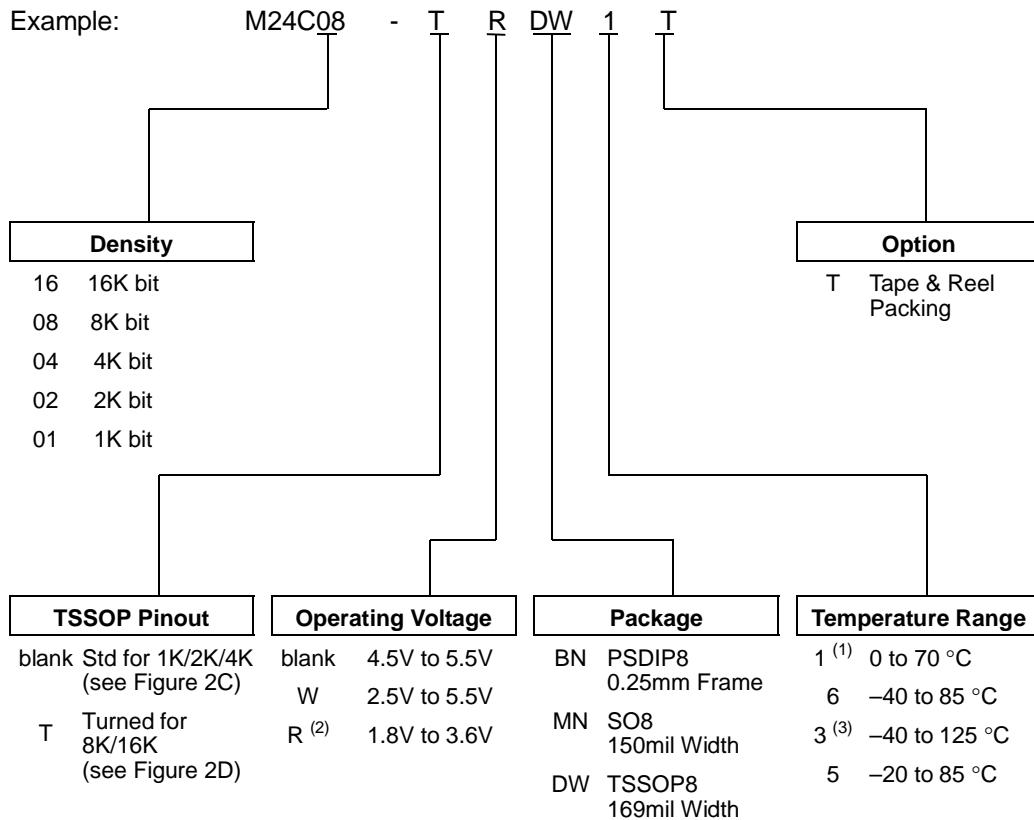 Example: M24C08 - T R DW 1 T
Density
16 16K bit
08 8K bit
04 4K bit
02 2K bit
01 1K bit
Option
T Tape & Reel
Packing
TSSOP Pinout
blank Std for 1K/2K/4K
(see Figure 2C)
T Turned for
8K/16K
(see Figure 2D)
Operating Voltage
blank 4.5V to 5.5V
W 2.5V to 5.5V
R (2) 1.8V to 3.6V
Package
BN PSDIP8
0.25mm Frame
MN SO8
150mil Width
DW TSSOP8
169mil Width
Temperature Range
1 (1) 0 to 70 °C
6 –40 to 85 °C
3 (3) –40 to 125 °C
5 –20 to 85 °C